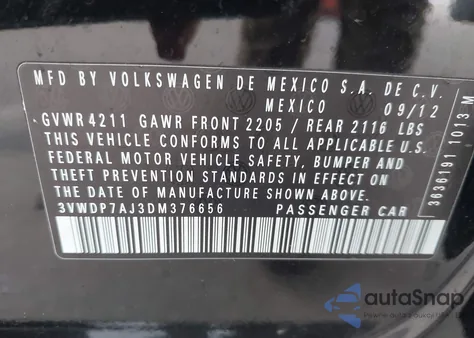 MFD BY VOLKSWAGEN DE MEXICO S.A. DE C.V.
MEXICO 09/12
GVWR 4211 GAWR FRONT 2205 / REAR 2116 LBS
THIS VEHICLE CONFORMS TO ALL APPLICABLE U.S.
FEDERAL MOTOR VEHICLE SAFETY, BUMPER, AND
THEFT PREVENTION STANDARDS IN EFFECT ON
THE DATE OF MANUFACTURE SHOWN ABOVE.
3VWDP7AJ3DM376656 PASSENGER CAR
3636191 1013 M
autoSnap